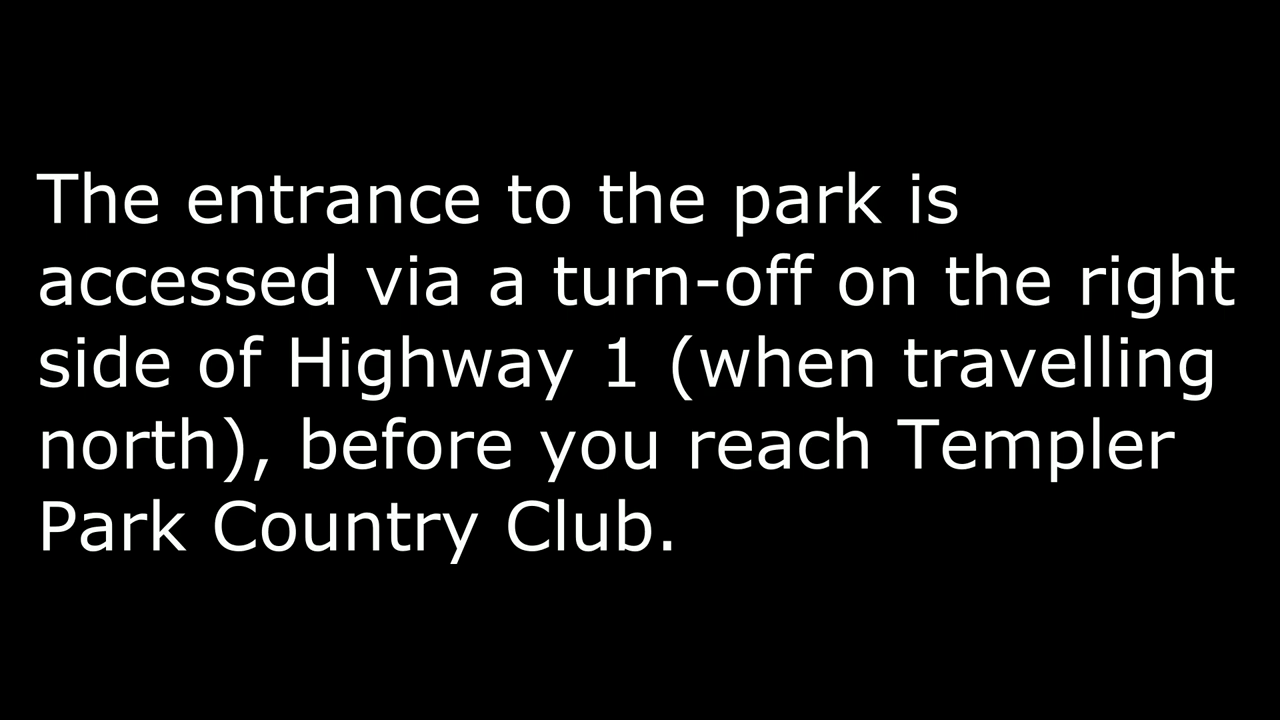 The entrance to the park is
accessed via a turn-off on the right
side of Highway 1 (when travelling
north), before you reach Templer
Park Country Club.